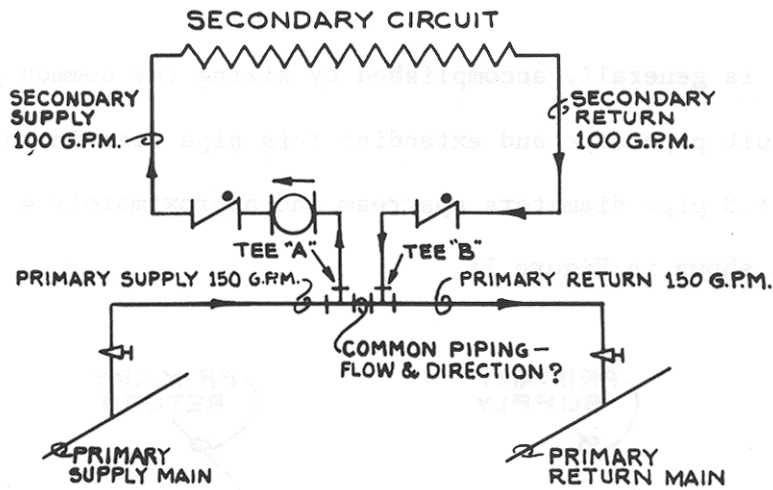 SECONDARY CIRCUIT
SECONDARY
SUPPLY
100 G.P.M.
SECONDARY
RETURN
100 G.P.M.
TEE "A"
TEE "B"
PRIMARY SUPPLY 150 G.P.M.
PRIMARY RETURN 150 G.P.M.
COMMON PIPING —
FLOW & DIRECTION?
PRIMARY
SUPPLY MAIN
PRIMARY
RETURN MAIN